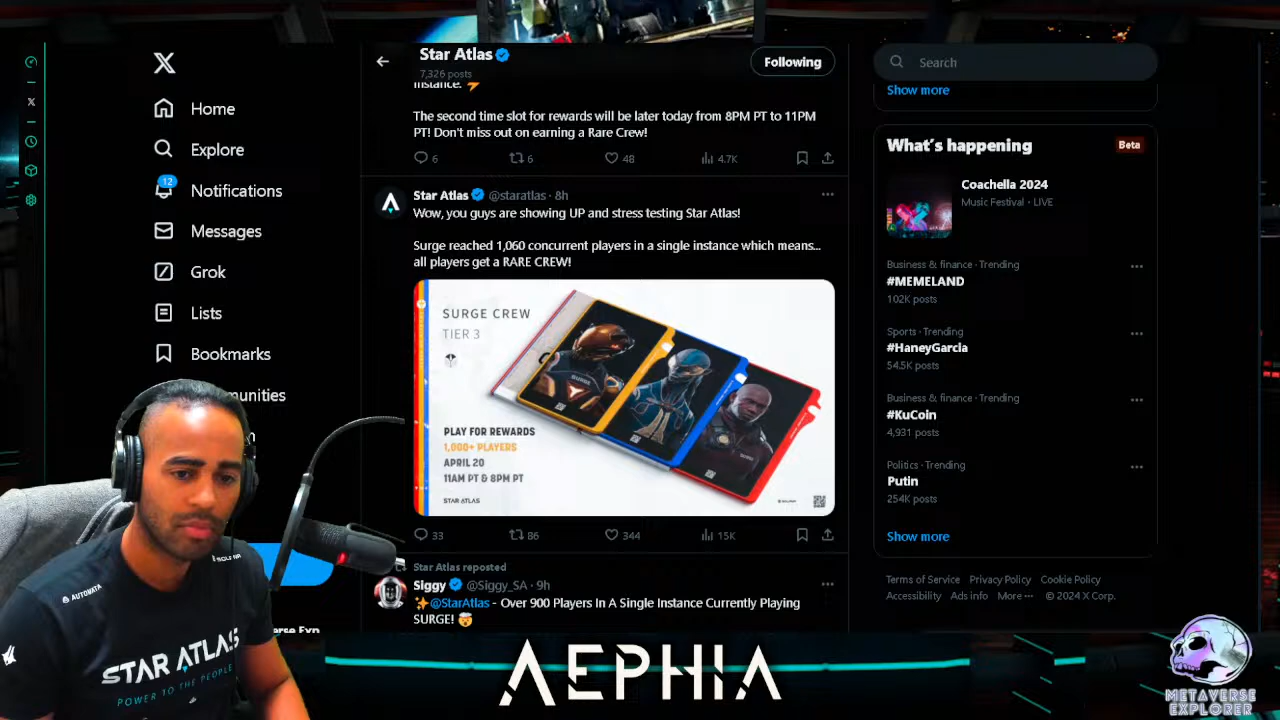 Star Atlas
7,326 posts
Following
instance. ⚡
The second time slot for rewards will be later today from 8PM PT to 11PM
PT! Don't miss out on earning a Rare Crew!
6 6 48 4.7K
Star Atlas @staratlas · 8h
Wow, you guys are showing UP and stress testing Star Atlas!
Surge reached 1,060 concurrent players in a single instance which means...
all players get a RARE CREW!
SURGE CREW
TIER 3
PLAY FOR REWARDS
1,000+ PLAYERS
APRIL 20
11AM PT & 8PM PT
STAR ATLAS
33 86 344 15K
Star Atlas reposted
Siggy @Siggy_SA · 9h
✨@StarAtlas - Over 900 Players In A Single Instance Currently Playing
SURGE! 🤯
X
Home
Explore
12
Notifications
Messages
Grok
Lists
Bookmarks
Search
Show more
What's happening
Beta
Coachella 2024
Music Festival · LIVE
Business & finance · Trending
#MEMELAND
102K posts
Sports · Trending
#HaneyGarcia
54.5K posts
Business & finance · Trending
#KuCoin
4,931 posts
Politics · Trending
Putin
254K posts
Show more
Terms of Service Privacy Policy Cookie Policy
Accessibility Ads info More ··· © 2024 X Corp.
AUTOMATA
STAR ATLAS
POWER TO THE PEOPLE
AEPHIA
METAVERSE
EXPLORER